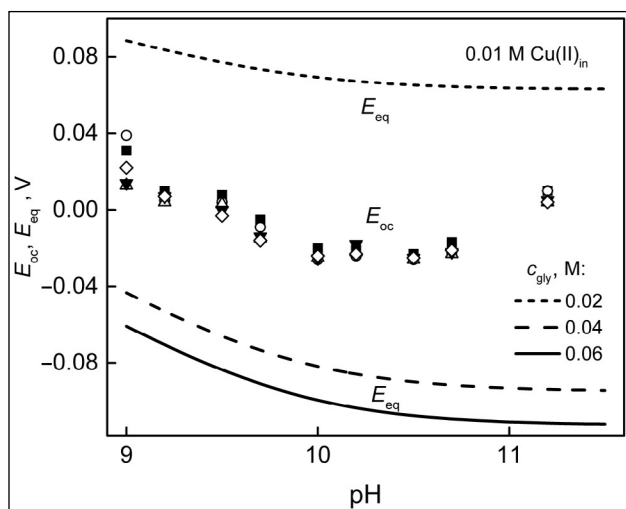 0.01 M Cu(II)in
Eeq
Eoc
cgly, M:
0.02
0.04
0.06
Eeq
0.08
0.04
0.00
−0.04
−0.08
Eoc, Eeq, V
9
10
11
pH